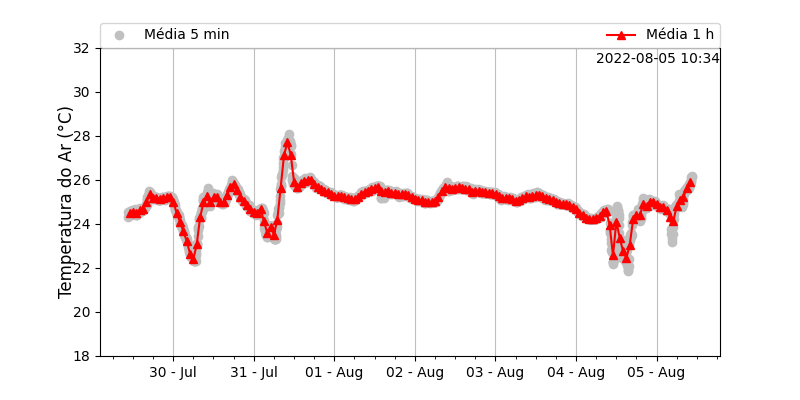 Média 5 min
Média 1 h
2022-08-05 10:34
Temperatura do Ar (°C)
32
30
28
26
24
22
20
18
30 - Jul
31 - Jul
01 - Aug
02 - Aug
03 - Aug
04 - Aug
05 - Aug